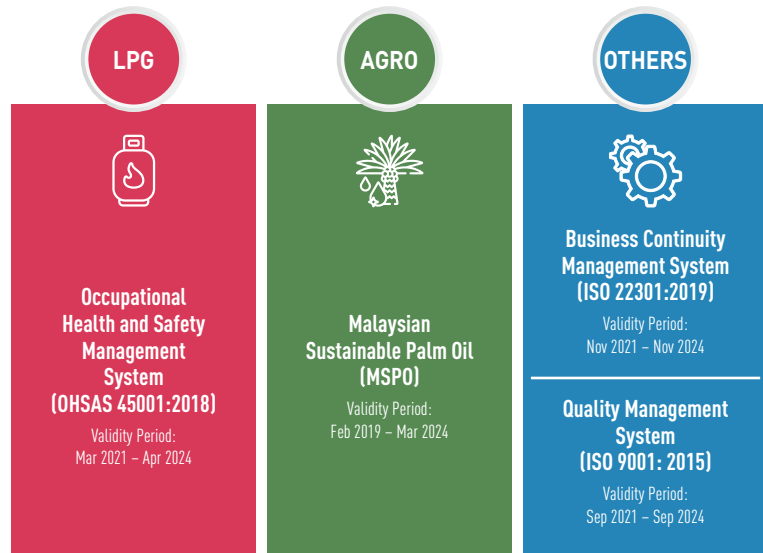 LPG
Occupational
Health and Safety
Management
System
(OHSAS 45001:2018)
Validity Period:
Mar 2021 – Apr 2024
AGRO
Malaysian
Sustainable Palm Oil
(MSPO)
Validity Period:
Feb 2019 – Mar 2024
OTHERS
Business Continuity
Management System
(ISO 22301:2019)
Validity Period:
Nov 2021 – Nov 2024
Quality Management
System
(ISO 9001: 2015)
Validity Period:
Sep 2021 – Sep 2024